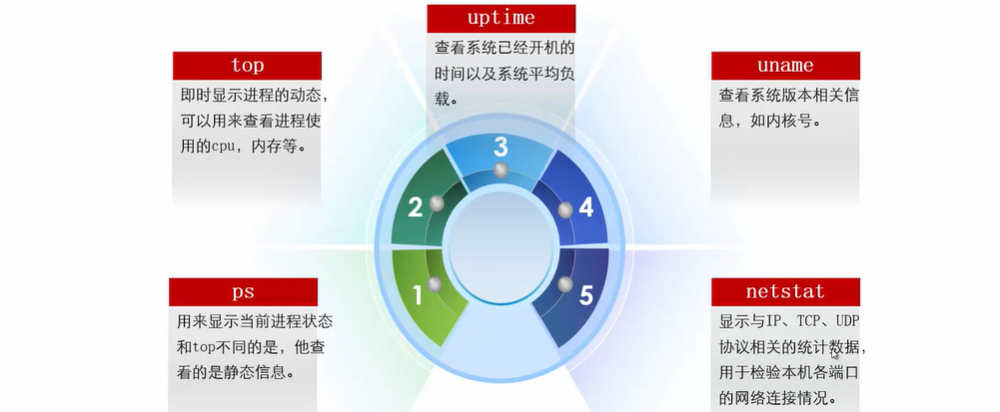 uptime
查看系统已经开机的
时间以及系统平均负
载。
top
即时显示进程的动态，
可以用来查看进程使
用的cpu，内存等。
uname
查看系统版本相关信
息，如内核号。
3
2
4
1
5
ps
用来显示当前进程状态
和top不同的是，他查
看的是静态信息。
netstat
显示与IP、TCP、UDP
协议相关的统计数据，
用于检验本机各端口
的网络连接情况。